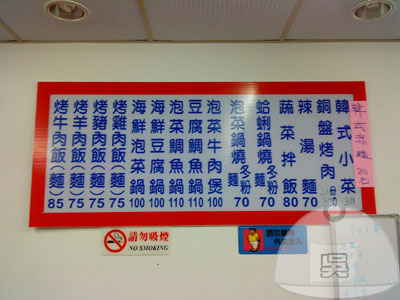 韓式小菜 30
銅盤烤肉
辣湯麵 70
蔬菜拌飯 80
蛤蜊鍋燒麵 冬粉 70
泡菜鍋燒麵 冬粉 70
泡菜牛肉煲 100
豆腐鯛魚鍋 110
泡菜鯛魚鍋 110
海鮮豆腐煲 100
海鮮泡菜煲 100
烤雞肉飯(麵) 75
烤豬肉飯(麵) 75
烤羊肉飯(麵) 75
烤牛肉飯(麵) 85
請勿吸煙
NO SMOKING
吳